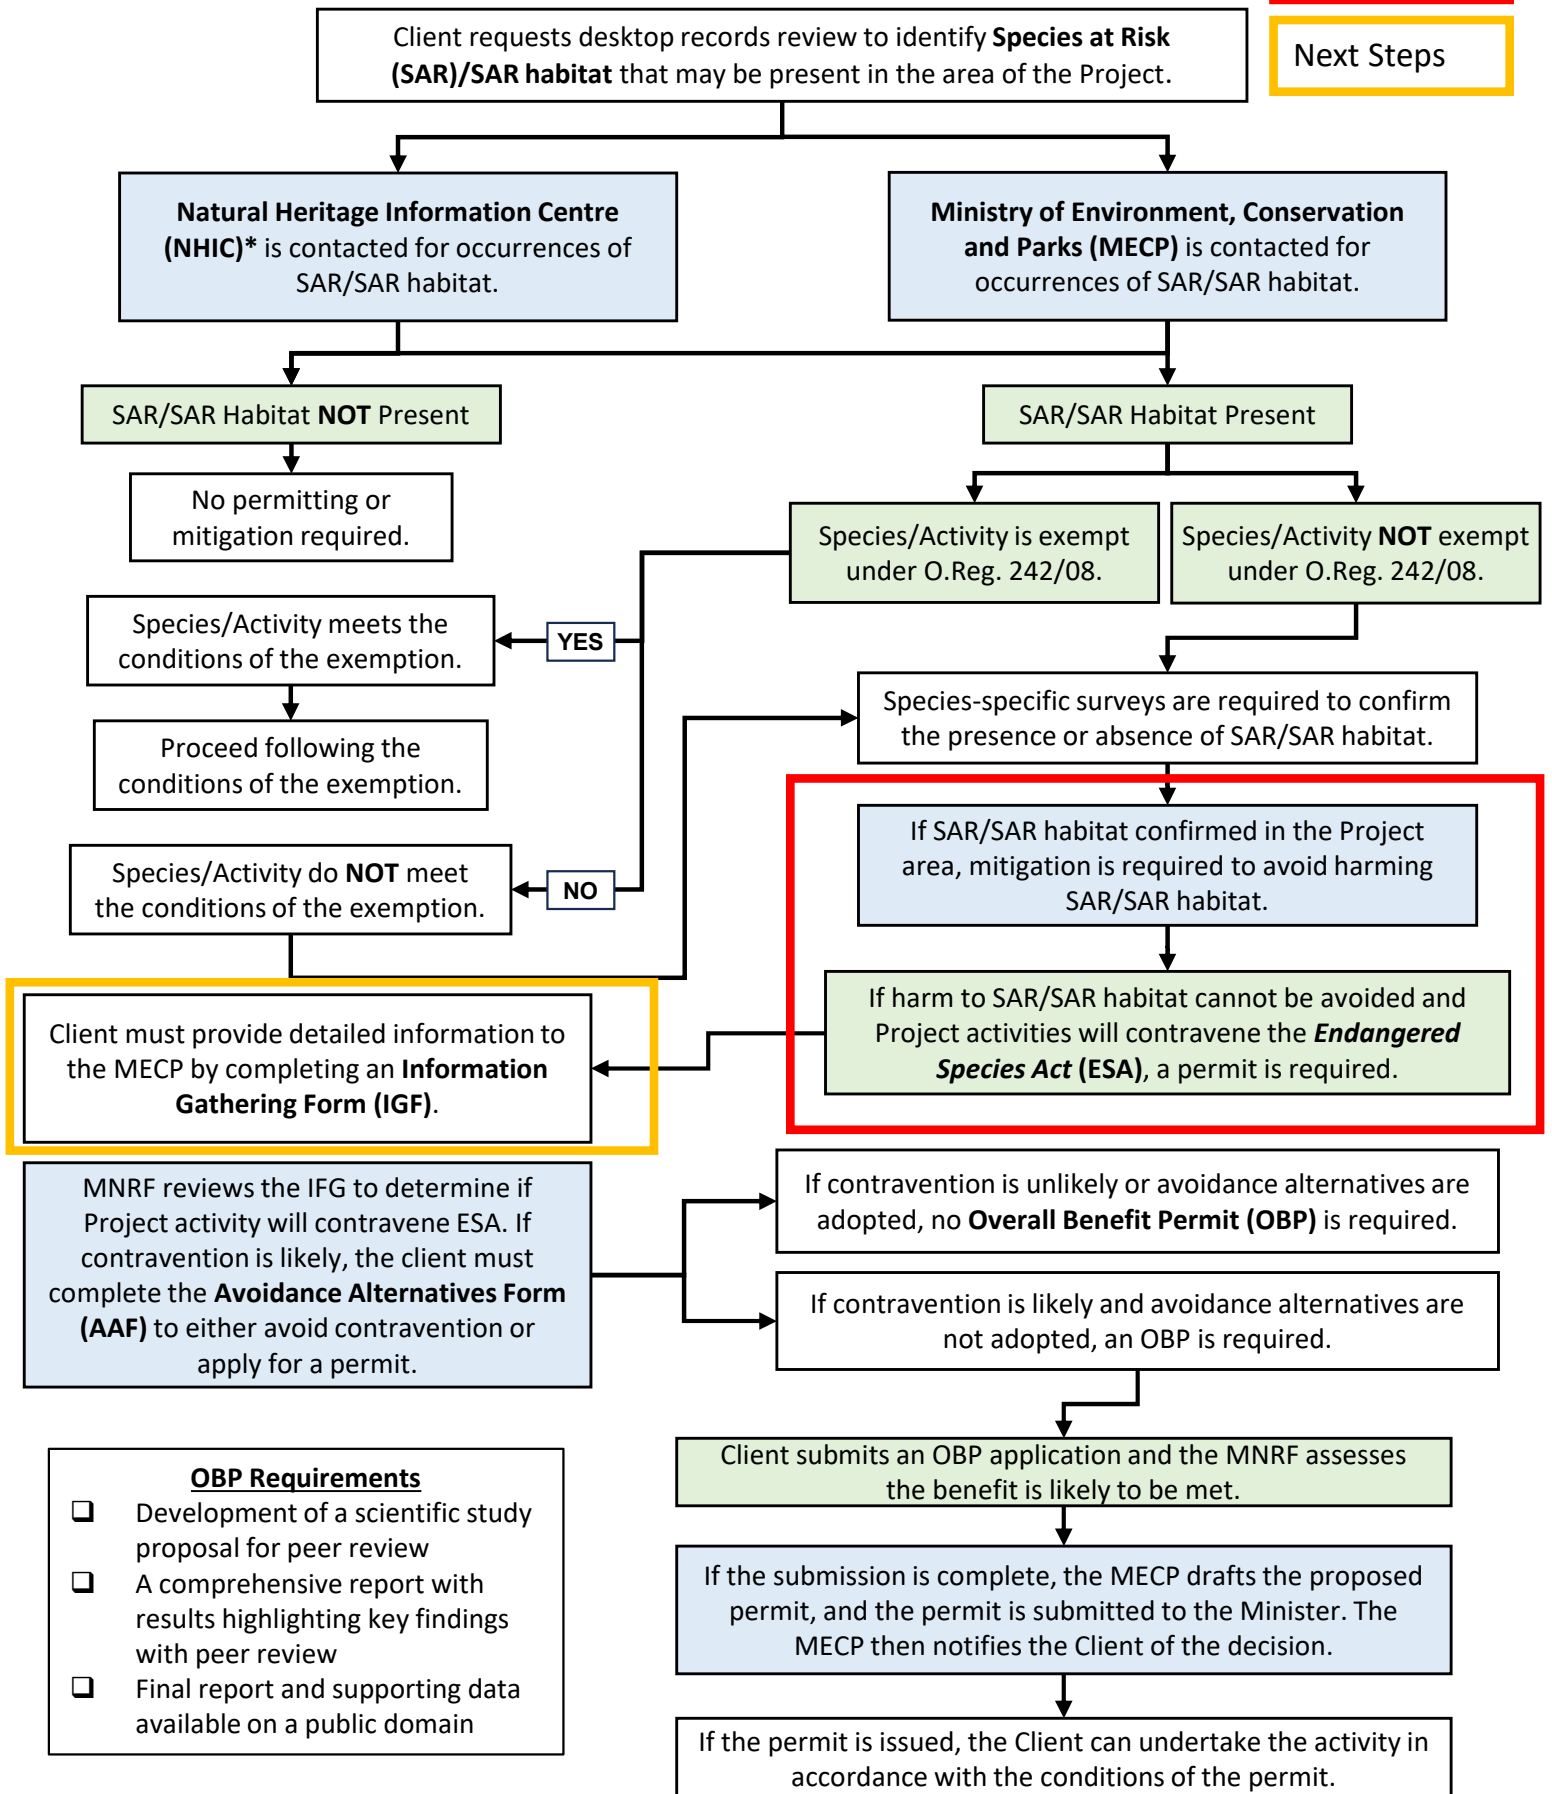 Next Steps
Client requests desktop records review to identify Species at Risk
(SAR)/SAR habitat that may be present in the area of the Project.
Natural Heritage Information Centre
(NHIC)* is contacted for occurrences of
SAR/SAR habitat.
Ministry of Environment, Conservation
and Parks (MECP) is contacted for
occurrences of SAR/SAR habitat.
SAR/SAR Habitat NOT Present
SAR/SAR Habitat Present
No permitting or
mitigation required.
Species/Activity is exempt
under O.Reg. 242/08.
Species/Activity NOT exempt
under O.Reg. 242/08.
Species/Activity meets the
conditions of the exemption.
YES
Proceed following the
conditions of the exemption.
Species-specific surveys are required to confirm
the presence or absence of SAR/SAR habitat.
Species/Activity do NOT meet
the conditions of the exemption.
NO
If SAR/SAR habitat confirmed in the Project
area, mitigation is required to avoid harming
SAR/SAR habitat.
If harm to SAR/SAR habitat cannot be avoided and
Project activities will contravene the Endangered
Species Act (ESA), a permit is required.
Client must provide detailed information to
the MECP by completing an Information
Gathering Form (IGF).
MNRF reviews the IFG to determine if
Project activity will contravene ESA. If
contravention is likely, the client must
complete the Avoidance Alternatives Form
(AAF) to either avoid contravention or
apply for a permit.
If contravention is unlikely or avoidance alternatives are
adopted, no Overall Benefit Permit (OBP) is required.
If contravention is likely and avoidance alternatives are
not adopted, an OBP is required.
Client submits an OBP application and the MNRF assesses
the benefit is likely to be met.
If the submission is complete, the MECP drafts the proposed
permit, and the permit is submitted to the Minister. The
MECP then notifies the Client of the decision.
If the permit is issued, the Client can undertake the activity in
accordance with the conditions of the permit.
OBP Requirements
❑ Development of a scientific study
proposal for peer review
❑ A comprehensive report with
results highlighting key findings
with peer review
❑ Final report and supporting data
available on a public domain